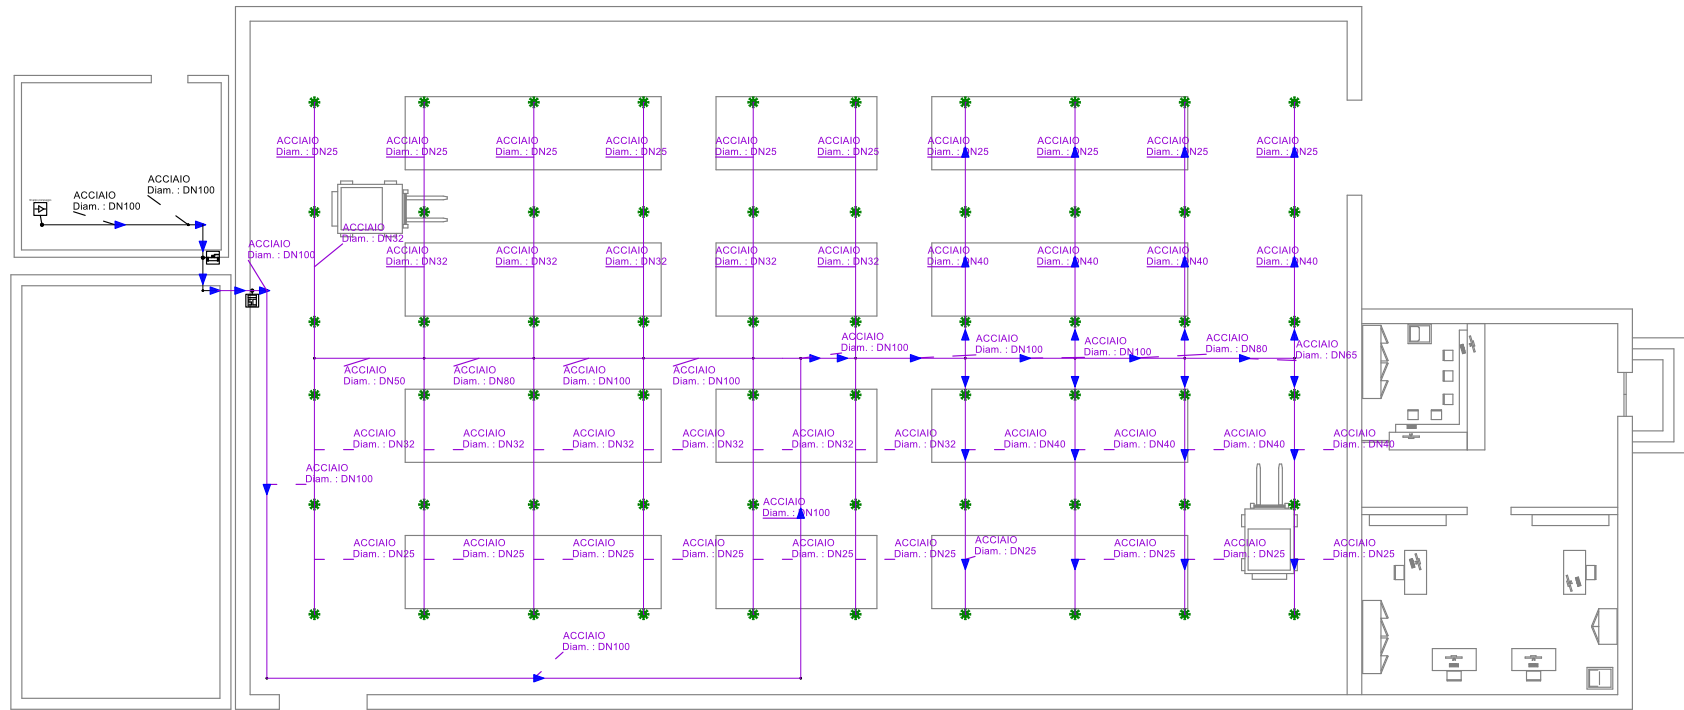 ACCIAIO
Diam. : DN25
ACCIAIO
Diam. : DN25
ACCIAIO
Diam. : DN25
ACCIAIO
Diam. : DN25
ACCIAIO
Diam. : DN25
ACCIAIO
Diam. : DN25
ACCIAIO
Diam. : DN25
ACCIAIO
Diam. : DN25
ACCIAIO
Diam. : DN25
ACCIAIO
Diam. : DN25
ACCIAIO
Diam. : DN100
ACCIAIO
Diam. : DN100
ACCIAIO
Diam. : DN100
ACCIAIO
Diam. : DN32
ACCIAIO
Diam. : DN32
ACCIAIO
Diam. : DN32
ACCIAIO
Diam. : DN32
ACCIAIO
Diam. : DN32
ACCIAIO
Diam. : DN32
ACCIAIO
Diam. : DN40
ACCIAIO
Diam. : DN40
ACCIAIO
Diam. : DN40
ACCIAIO
Diam. : DN40
ACCIAIO
Diam. : DN100
ACCIAIO
Diam. : DN100
ACCIAIO
Diam. : DN100
ACCIAIO
Diam. : DN80
ACCIAIO
Diam. : DN65
ACCIAIO
Diam. : DN50
ACCIAIO
Diam. : DN80
ACCIAIO
Diam. : DN100
ACCIAIO
Diam. : DN100
ACCIAIO
Diam. : DN32
ACCIAIO
Diam. : DN32
ACCIAIO
Diam. : DN32
ACCIAIO
Diam. : DN32
ACCIAIO
Diam. : DN32
ACCIAIO
Diam. : DN32
ACCIAIO
Diam. : DN40
ACCIAIO
Diam. : DN40
ACCIAIO
Diam. : DN40
ACCIAIO
Diam. : DN40
ACCIAIO
Diam. : DN100
ACCIAIO
Diam. : DN100
ACCIAIO
Diam. : DN25
ACCIAIO
Diam. : DN25
ACCIAIO
Diam. : DN25
ACCIAIO
Diam. : DN25
ACCIAIO
Diam. : DN25
ACCIAIO
Diam. : DN25
ACCIAIO
Diam. : DN25
ACCIAIO
Diam. : DN25
ACCIAIO
Diam. : DN25
ACCIAIO
Diam. : DN25
ACCIAIO
Diam. : DN100